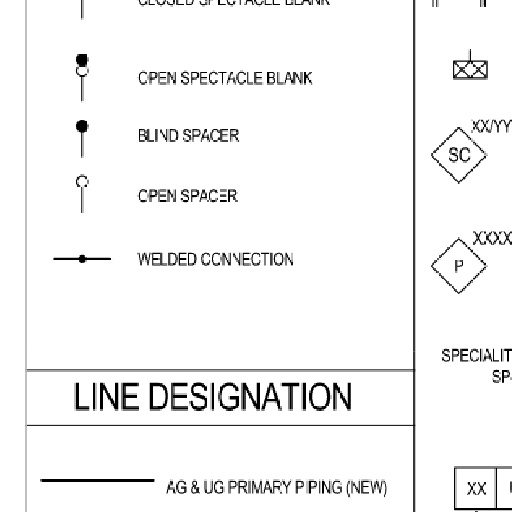 CLOSED SPECTACLE BLANK
OPEN SPECTACLE BLANK
BLIND SPACER
OPEN SPACER
WELDED CONNECTION
LINE DESIGNATION
AG & UG PRIMARY PIPING (NEW)
XX/YY
SC
XXXX
P
SPECIALIT
SP
XX